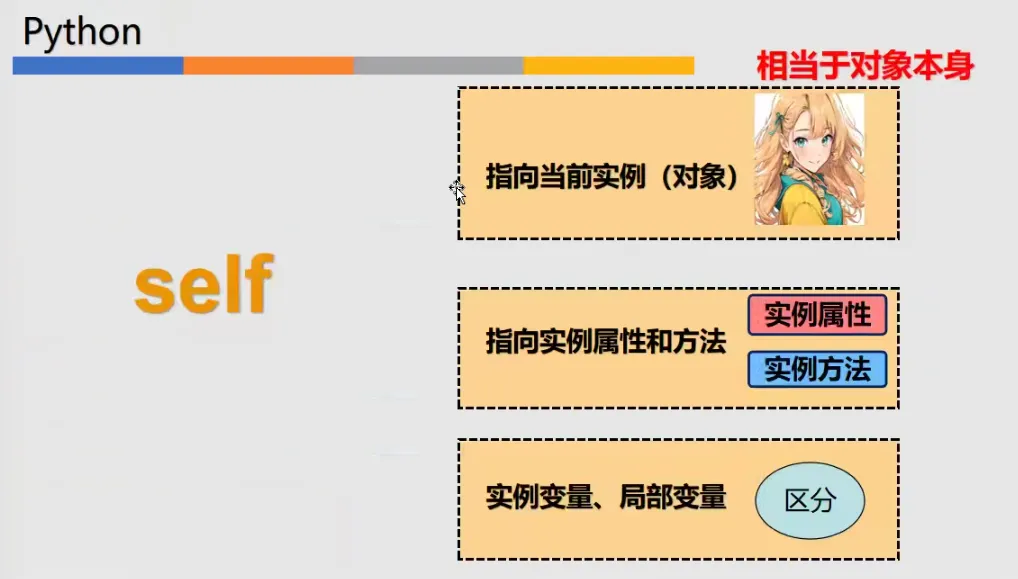 Python
相当于对象本身
指向当前实例（对象）
self
指向实例属性和方法
实例属性
实例方法
实例变量、局部变量
区分